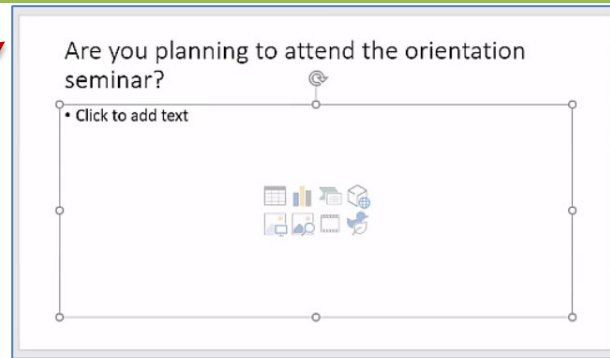 Are you planning to attend the orientation
seminar?
• Click to add text